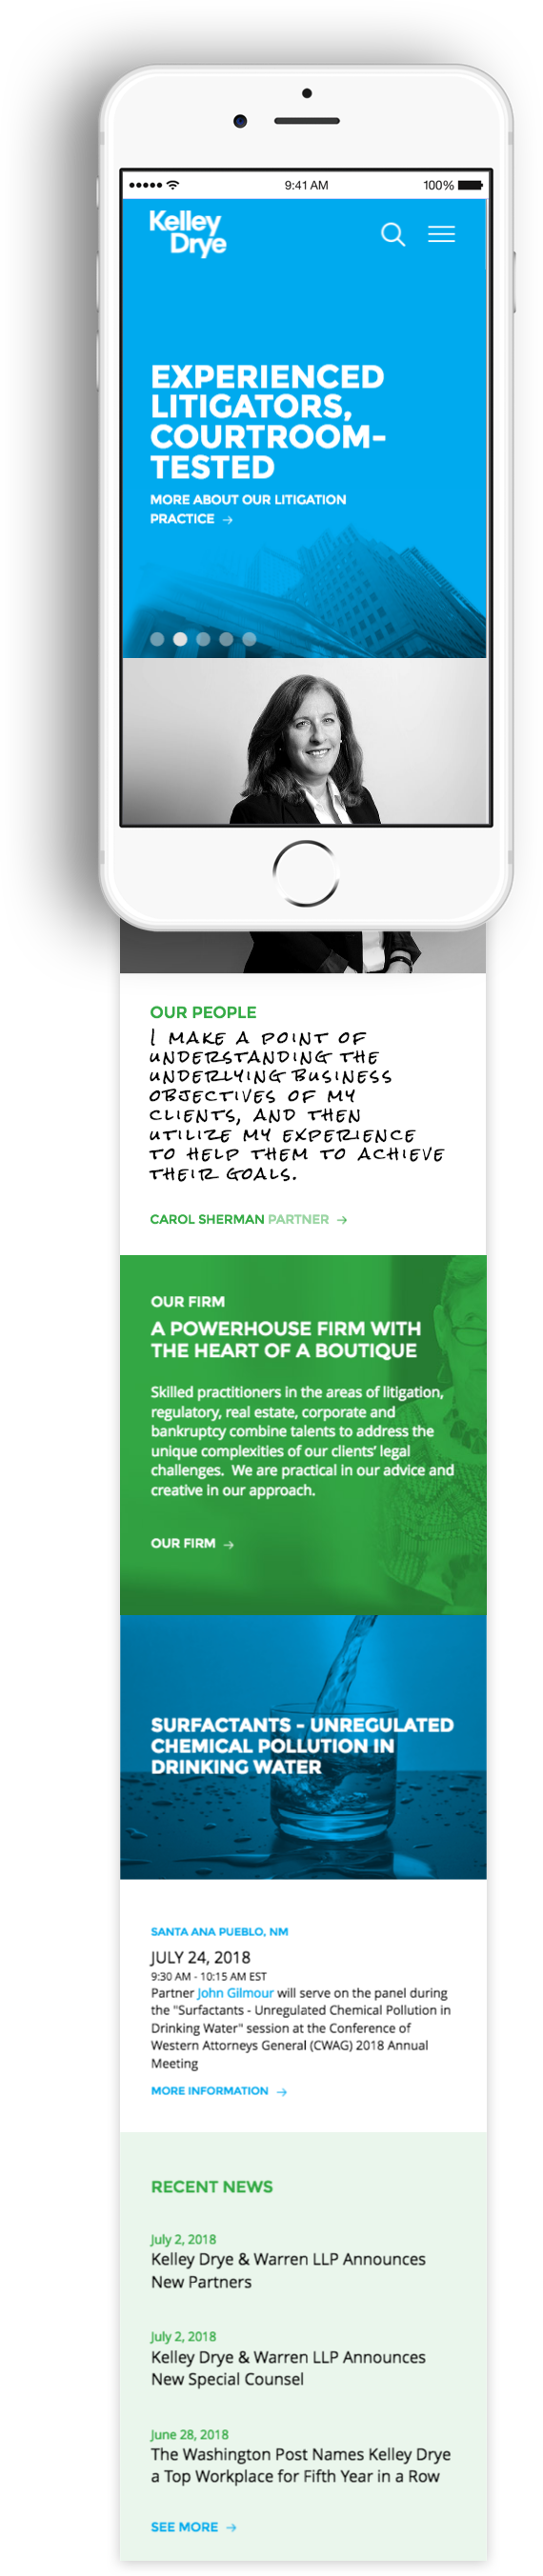 9:41 AM
100%
Kelley
Drye
EXPERIENCED
LITIGATORS,
COURTROOM-
TESTED
MORE ABOUT OUR LITIGATION
PRACTICE →
OUR PEOPLE
I MAKE A POINT OF
UNDERSTANDING THE
UNDERLYING BUSINESS
OBJECTIVES OF MY
CLIENTS, AND THEN
UTILIZE MY EXPERIENCE
TO HELP THEM TO ACHIEVE
THEIR GOALS.
CAROL SHERMAN PARTNER →
OUR FIRM
A POWERHOUSE FIRM WITH
THE HEART OF A BOUTIQUE
Skilled practitioners in the areas of litigation,
regulatory, real estate, corporate and
bankruptcy combine talents to address the
unique complexities of our clients’ legal
challenges. We are practical in our advice and
creative in our approach.
OUR FIRM →
SURFACTANTS - UNREGULATED
CHEMICAL POLLUTION IN
DRINKING WATER
SANTA ANA PUEBLO, NM
JULY 24, 2018
9:30 AM - 10:15 AM EST
Partner John Gilmour will serve on the panel during
the "Surfactants - Unregulated Chemical Pollution in
Drinking Water" session at the Conference of
Western Attorneys General (CWAG) 2018 Annual
Meeting
MORE INFORMATION →
RECENT NEWS
July 2, 2018
Kelley Drye & Warren LLP Announces
New Partners
July 2, 2018
Kelley Drye & Warren LLP Announces
New Special Counsel
June 28, 2018
The Washington Post Names Kelley Drye
a Top Workplace for Fifth Year in a Row
SEE MORE →